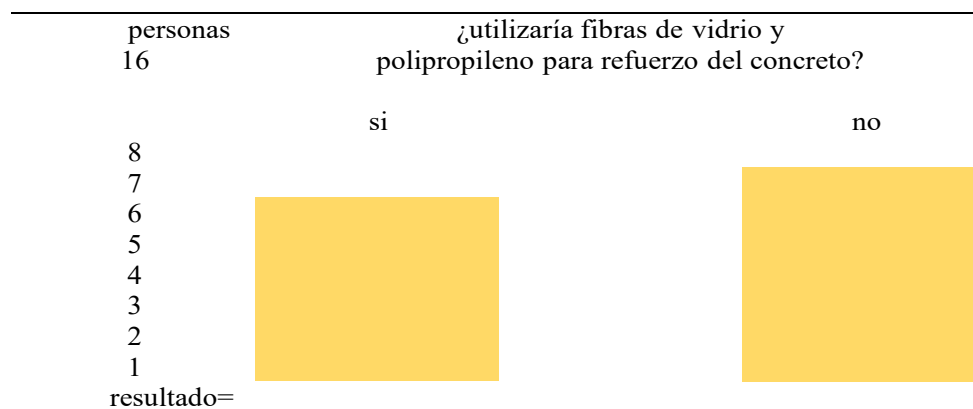 personas ¿utilizaría fibras de vidrio y
16 polipropileno para refuerzo del concreto?
si no
8
7
6
5
4
3
2
1
resultado=